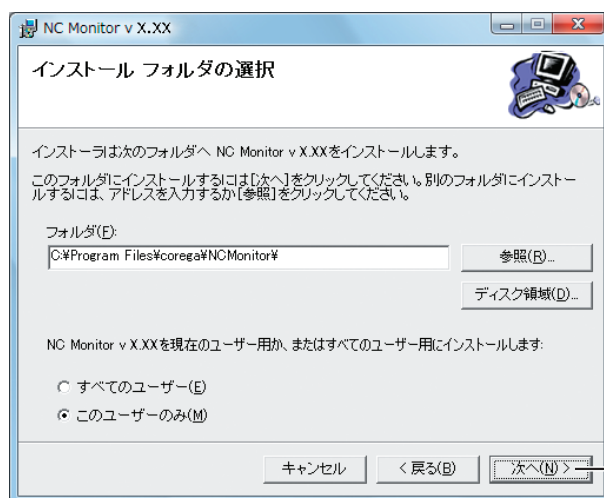 NC Monitor v X.XX
インストール フォルダの選択
インストーラは次のフォルダへ NC Monitor v X.XXをインストールします。
このフォルダにインストールするには[次へ]をクリックしてください。別のフォルダにインストー
ルするには、アドレスを入力するか[参照]をクリックしてください。
フォルダ(F):
C:¥Program Files¥corega¥NCMonitor¥
参照(R)...
ディスク領域(D)...
NC Monitor v X.XXを現在のユーザー用か、またはすべてのユーザー用にインストールします:
すべてのユーザー(E)
このユーザーのみ(M)
キャンセル
< 戻る(B)
次へ(N) >